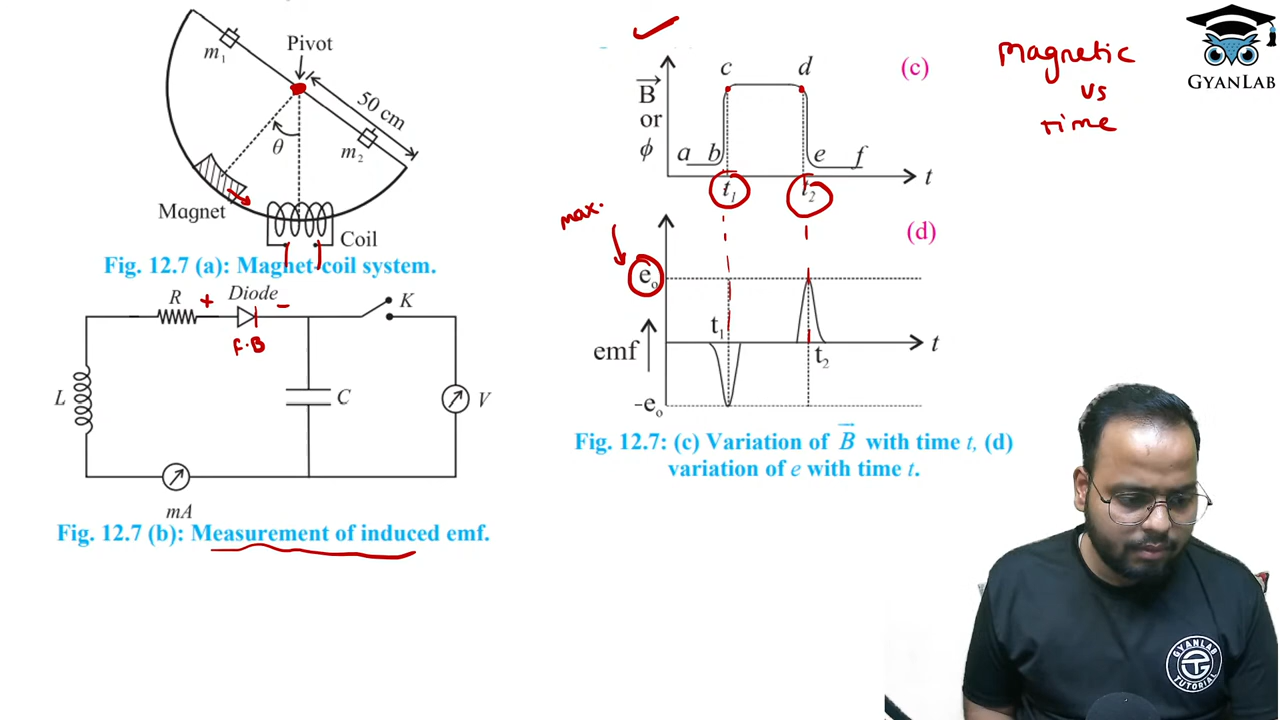 m₁
Pivot
50 cm
θ
m₂
Magnet
Coil
Fig. 12.7 (a): Magnet-coil system.
R
+
Diode
-
K
F.B
L
C
V
mA
Fig. 12.7 (b): Measurement of induced emf.
(c)
B
or
ϕ
a
b
c
d
e
f
t
t₁
t₂
max.
(d)
e₀
t₁
emf
t
t₂
-e₀
Fig. 12.7: (c) Variation of B with time t, (d)
variation of e with time t.
Magnetic
vs
time
GYANLAB
GYANLAB
TUTORIAL